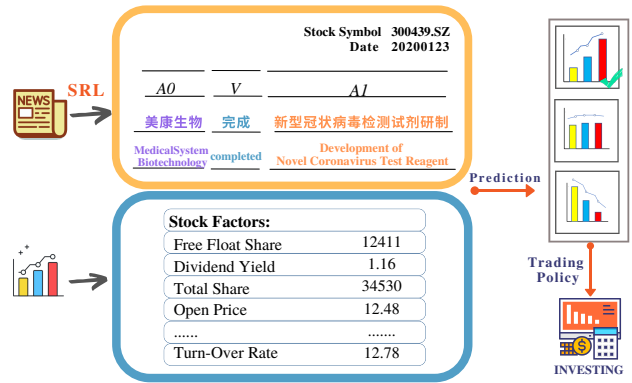 Stock Symbol 300439.SZ
Date 20200123
NEWS
SRL
A0 V A1
美康生物 完成 新型冠状病毒检测试剂研制
MedicalSystem Biotechnology completed Development of Novel Coronavirus Test Reagent
Prediction
Stock Factors:
Free Float Share 12411
Dividend Yield 1.16
Total Share 34530
Open Price 12.48
...... .......
Turn-Over Rate 12.78
Trading
Policy
$
INVESTING